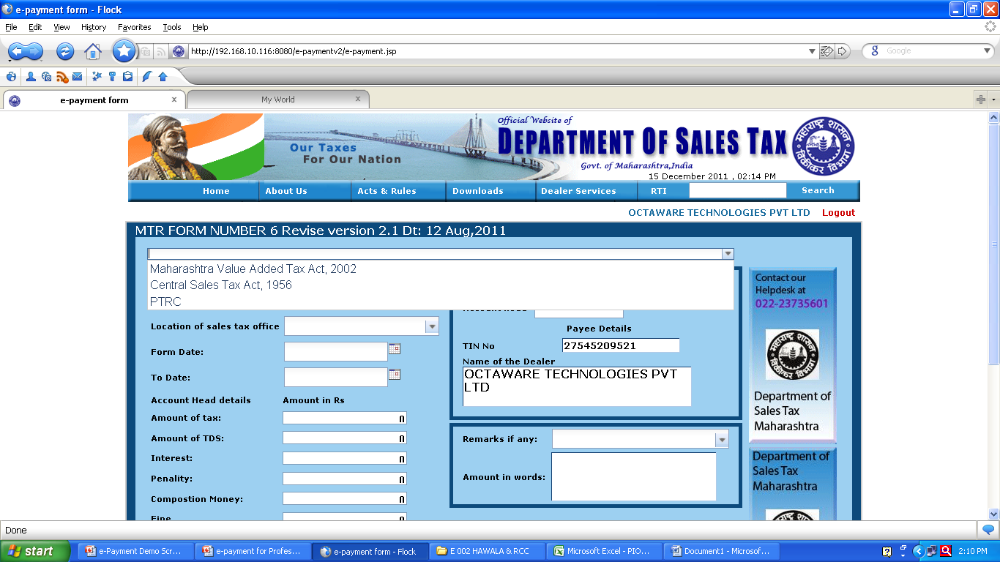 e-payment form - Flock
File Edit View History Favorites Tools Help
http://192.168.10.116:8080/e-paymentv2/e-payment.jsp
Google
e-payment form
My World
Our Taxes
For Our Nation
Official Website of
DEPARTMENT OF SALES TAX
Govt. of Maharashtra,India
15 December 2011 , 02:14 PM
महाराष्ट्र शासन
विक्रीकर विभाग
Home About Us Acts & Rules Downloads Dealer Services RTI Search
OCTAWARE TECHNOLOGIES PVT LTD Logout
MTR FORM NUMBER 6 Revise version 2.1 Dt: 12 Aug,2011
Maharashtra Value Added Tax Act, 2002
Central Sales Tax Act, 1956
PTRC
Location of sales tax office
Form Date:
To Date:
Account Head details Amount in Rs
Amount of tax: 0
Amount of TDS: 0
Interest: 0
Penality: 0
Compostion Money: 0
Fine 0
Payee Details
TIN No 27545209521
Name of the Dealer
OCTAWARE TECHNOLOGIES PVT
LTD
Remarks if any:
Amount in words:
Contact our
Helpdesk at
022-23735601
महाराष्ट्र शासन
विक्रीकर विभाग
Department of
Sales Tax
Maharashtra
Department of
Sales Tax
Maharashtra
Done
start
e-Payment Demo Scr...
e-payment for Profes...
e-payment form - Flock
E 002 HAWALA & RCC
Microsoft Excel - PIO...
Document1 - Microsof...
2:10 PM